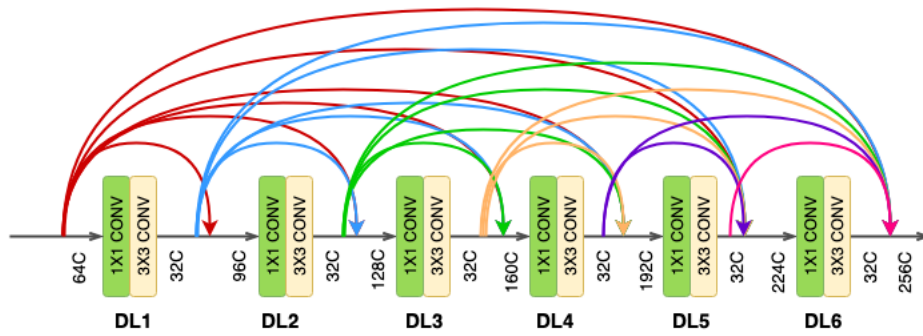 1X1 CONV
3X3 CONV
1X1 CONV
3X3 CONV
1X1 CONV
3X3 CONV
1X1 CONV
3X3 CONV
1X1 CONV
3X3 CONV
1X1 CONV
3X3 CONV
64C
32C
96C
32C
128C
32C
160C
32C
192C
32C
224C
32C
256C
DL1
DL2
DL3
DL4
DL5
DL6